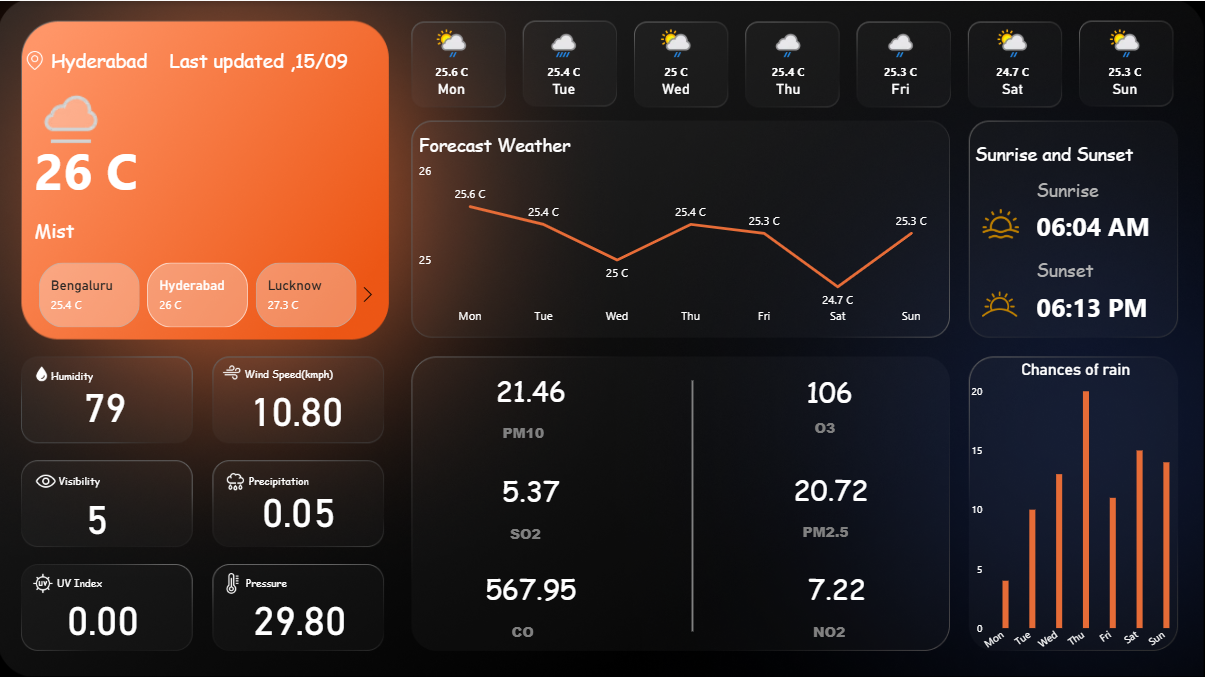 Hyderabad Last updated ,15/09
26 C
Mist
Bengaluru
25.4 C
Hyderabad
26 C
Lucknow
27.3 C
25.6 C
Mon
25.4 C
Tue
25 C
Wed
25.4 C
Thu
25.3 C
Fri
24.7 C
Sat
25.3 C
Sun
Forecast Weather
26
25
25.6 C
25.4 C
25 C
25.4 C
25.3 C
24.7 C
25.3 C
Mon Tue Wed Thu Fri Sat Sun
Sunrise and Sunset
Sunrise
06:04 AM
Sunset
06:13 PM
Humidity
79
Wind Speed(kmph)
10.80
Visibility
5
Precipitation
0.05
UV
UV Index
0.00
Pressure
29.80
21.46
PM10
106
O3
5.37
SO2
20.72
PM2.5
567.95
CO
7.22
NO2
Chances of rain
20
15
10
5
0
Mon Tue Wed Thu Fri Sat Sun